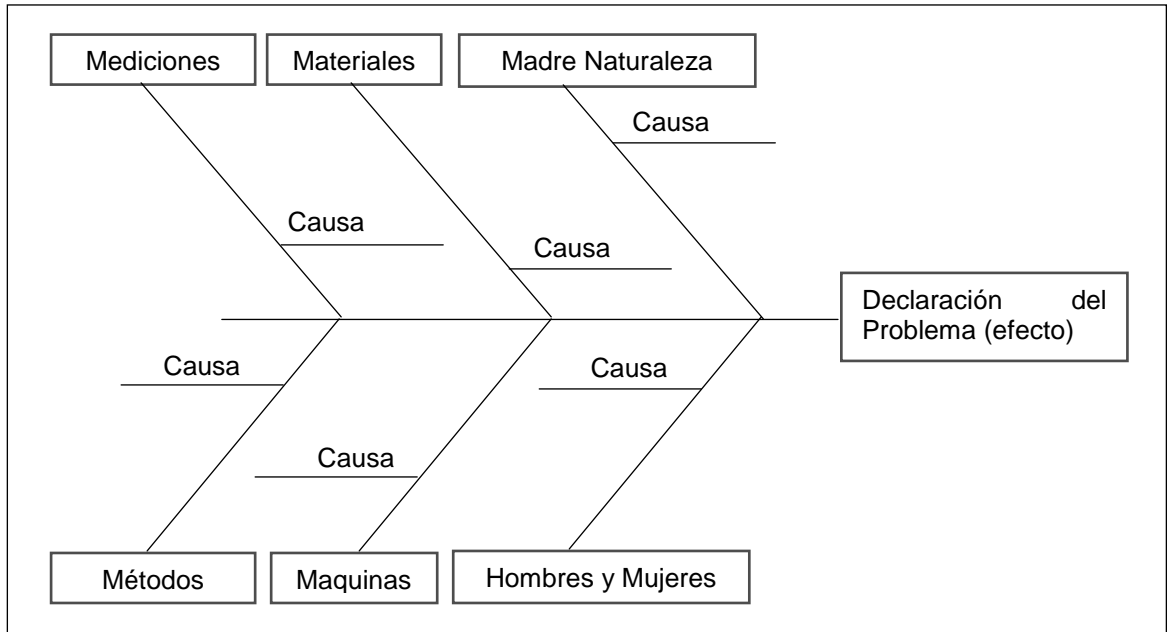 Mediciones
Materiales
Madre Naturaleza
Causa
Causa
Causa
Declaración del
Problema (efecto)
Causa
Causa
Causa
Métodos
Maquinas
Hombres y Mujeres